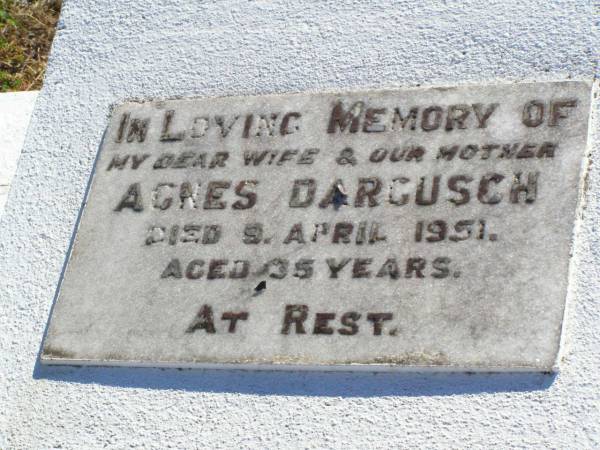 IN LOVING MEMORY OF
MY DEAR WIFE & OUR MOTHER
AGNES DARGUSCH
DIED 9. APRIL 1951.
AGED 35 YEARS.
AT REST.